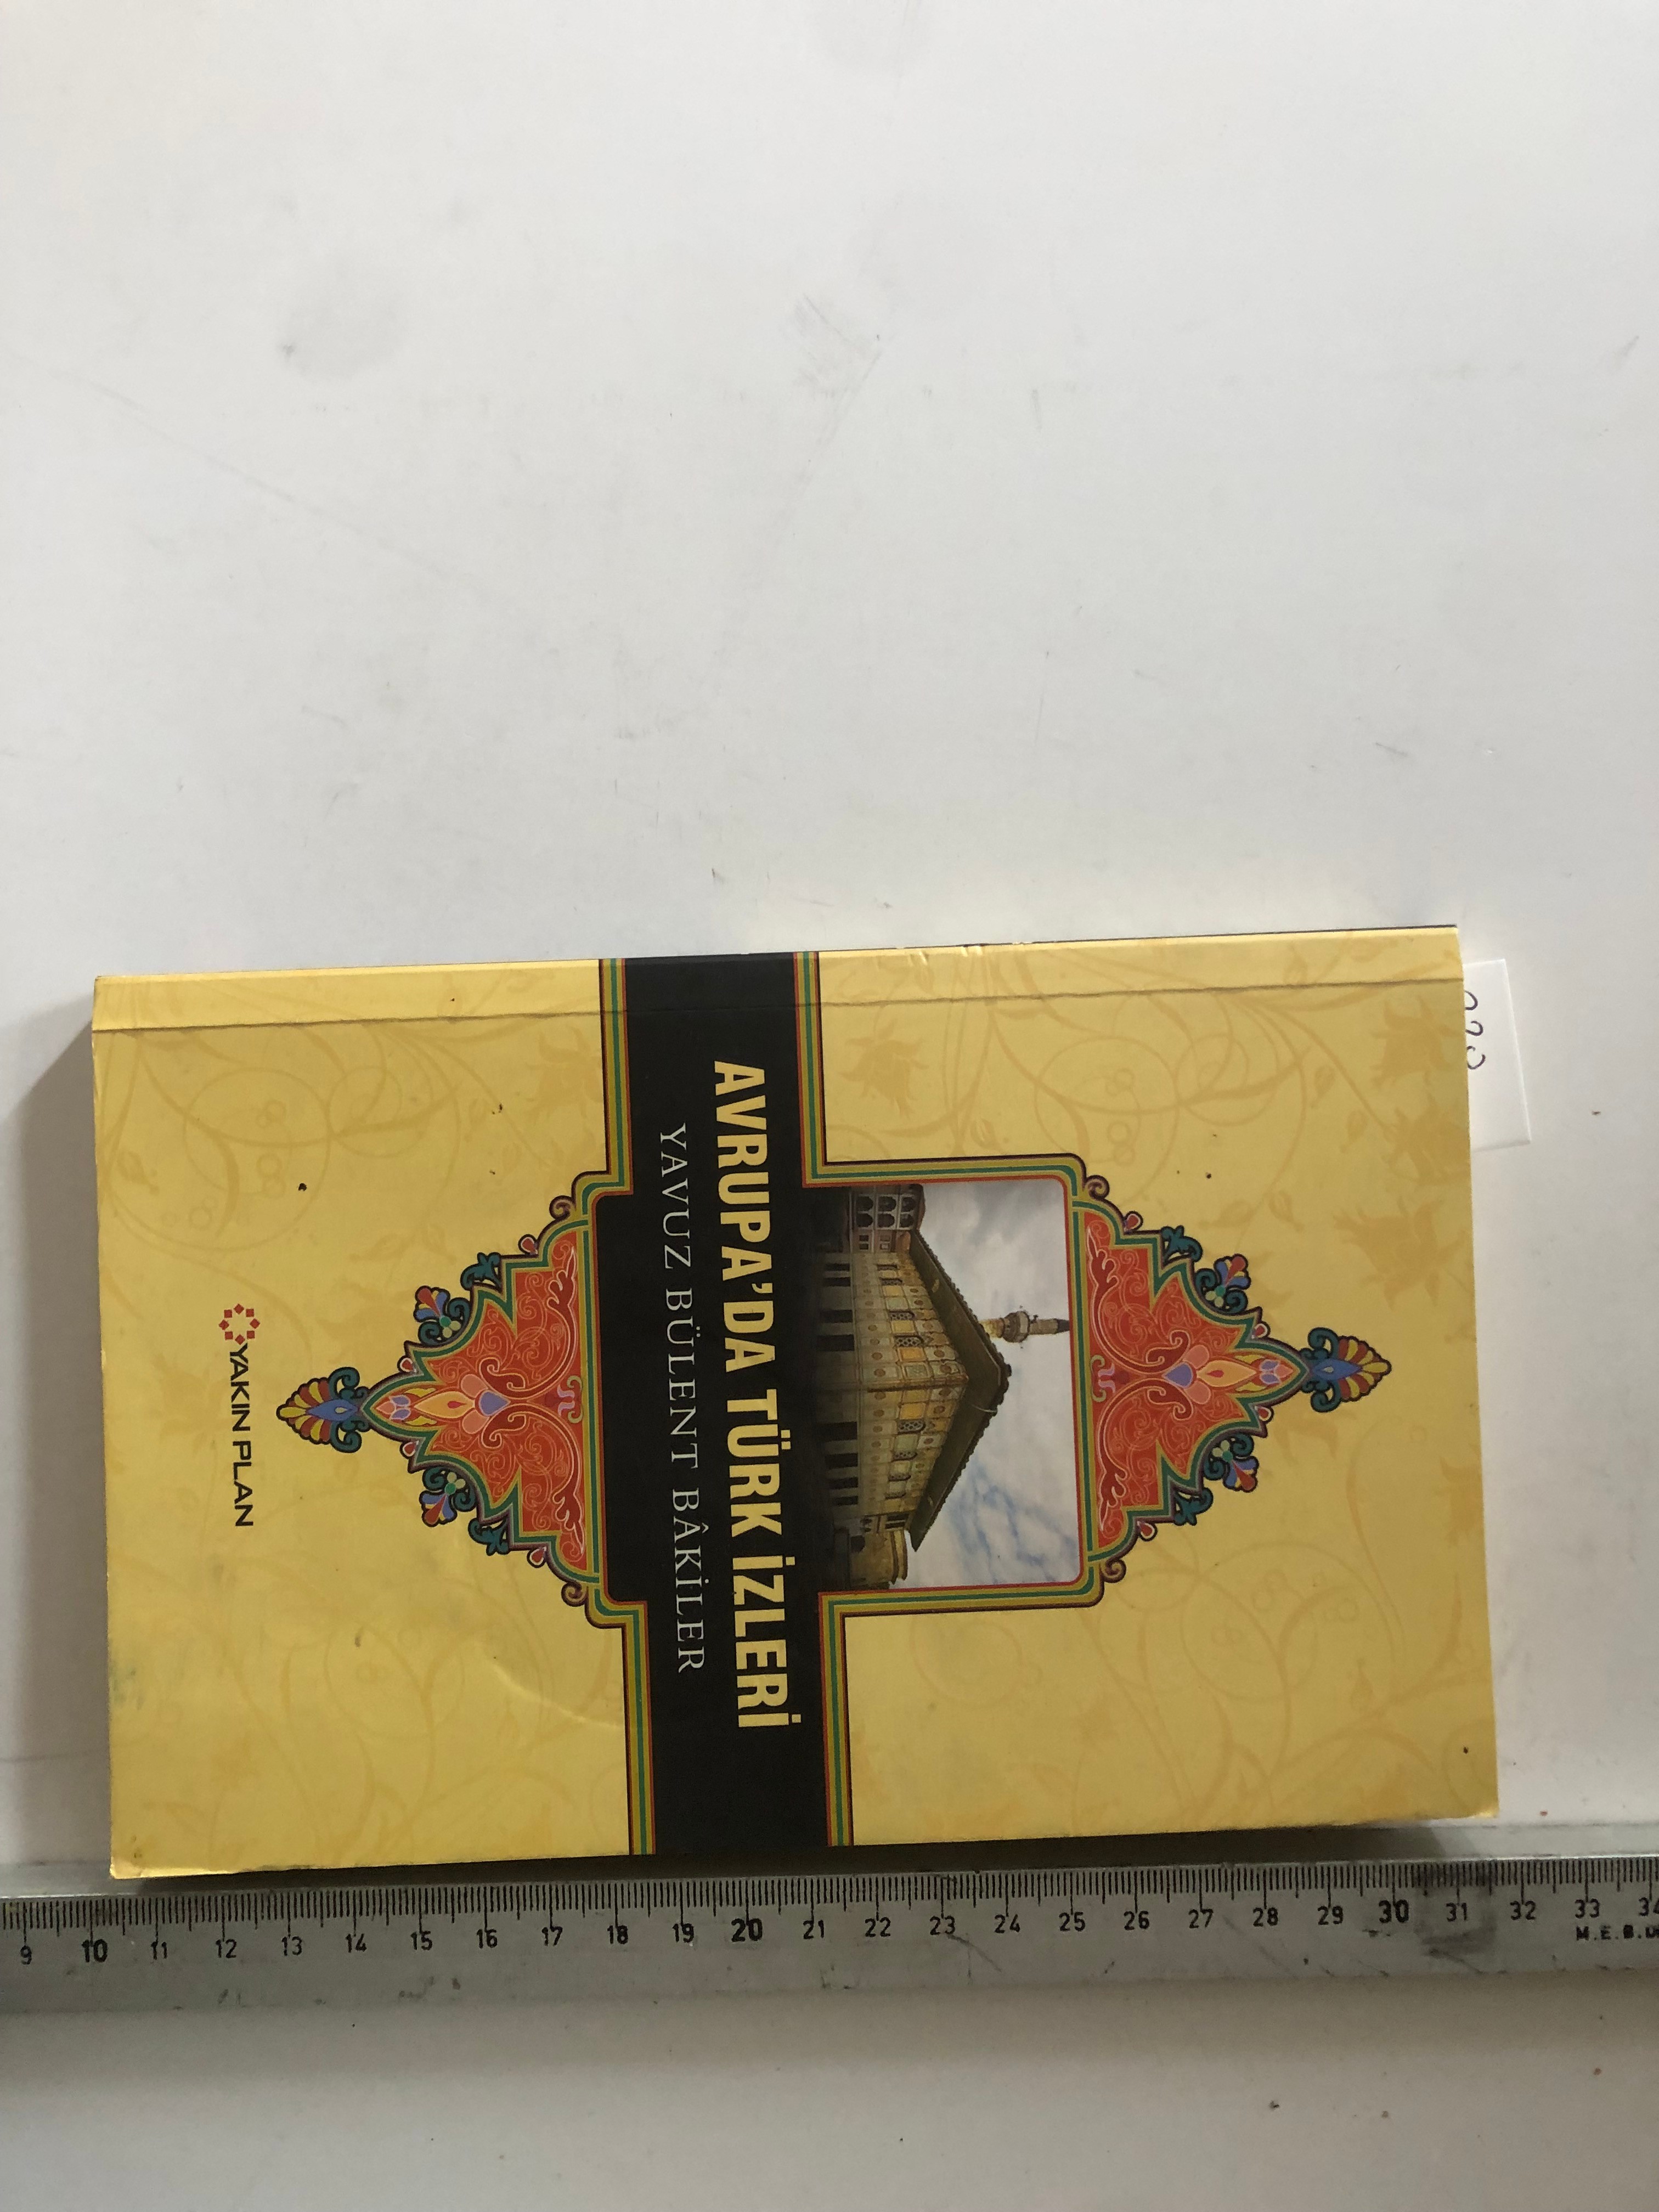 AVRUPA'DA TÜRK İZLERİ
YAVUZ BÜLENT BÂKİLER
YAKIN PLAN
9 10 11 12 13 14 15 16 17 18 19 20 21 22 23 24 25 26 27 28 29 30 31 32 33 34